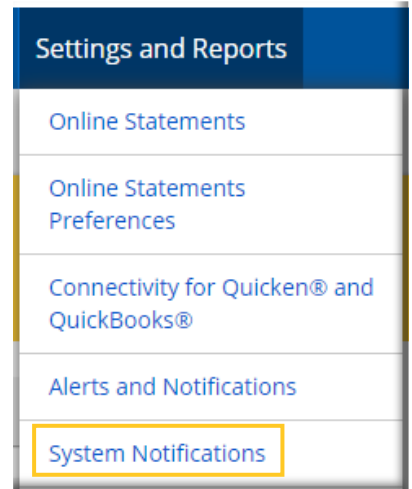 Settings and Reports
Online Statements
Online Statements
Preferences
Connectivity for Quicken® and
QuickBooks®
Alerts and Notifications
System Notifications